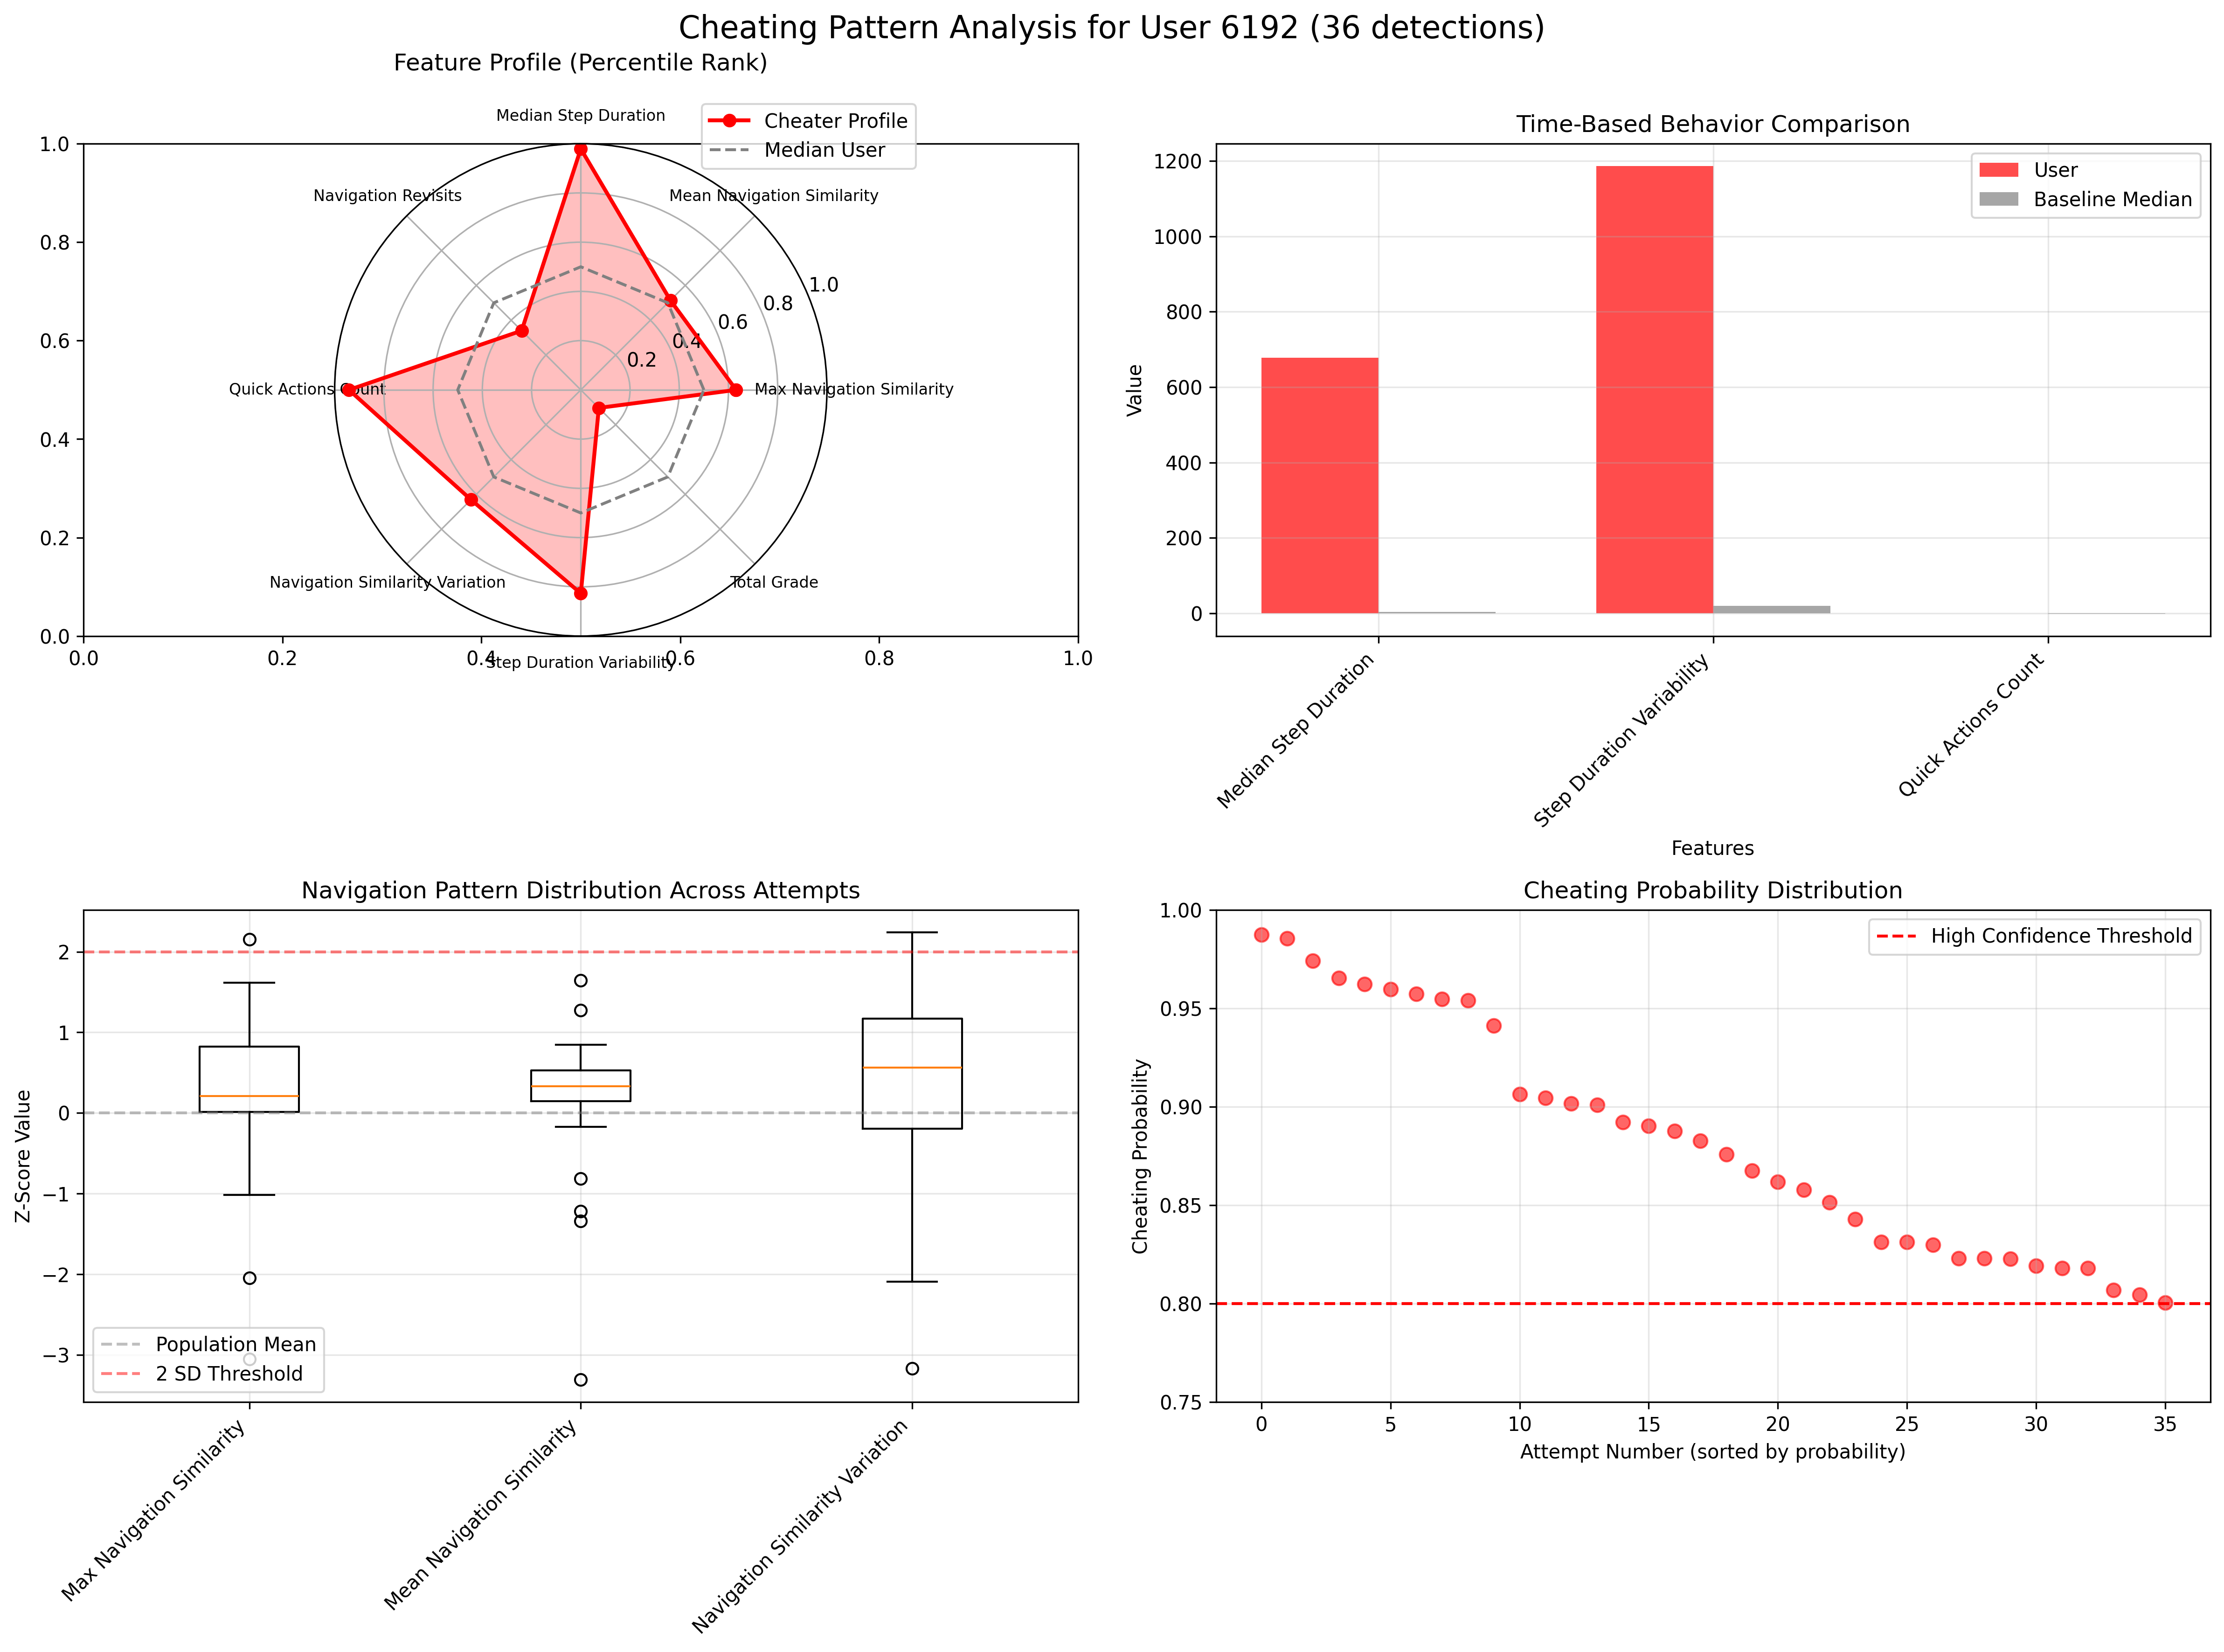 Cheating Pattern Analysis for User 6192 (36 detections)
Feature Profile (Percentile Rank)
Median Step Duration
Cheater Profile
Median User
Navigation Revisits
Mean Navigation Similarity
Quick Actions Count
Max Navigation Similarity
Navigation Similarity Variation
Total Grade
Step Duration Variability
0.2
0.4
0.6
0.8
1.0
1.0
0.8
0.6
0.4
0.2
0.0
0.0
0.2
0.4
0.6
0.8
1.0
Time-Based Behavior Comparison
User
Baseline Median
Value
1200
1000
800
600
400
200
0
Median Step Duration
Step Duration Variability
Quick Actions Count
Features
Navigation Pattern Distribution Across Attempts
Z-Score Value
2
1
0
−1
−2
−3
Population Mean
2 SD Threshold
Max Navigation Similarity
Mean Navigation Similarity
Navigation Similarity Variation
Cheating Probability Distribution
High Confidence Threshold
Cheating Probability
1.00
0.95
0.90
0.85
0.80
0.75
0
5
10
15
20
25
30
35
Attempt Number (sorted by probability)